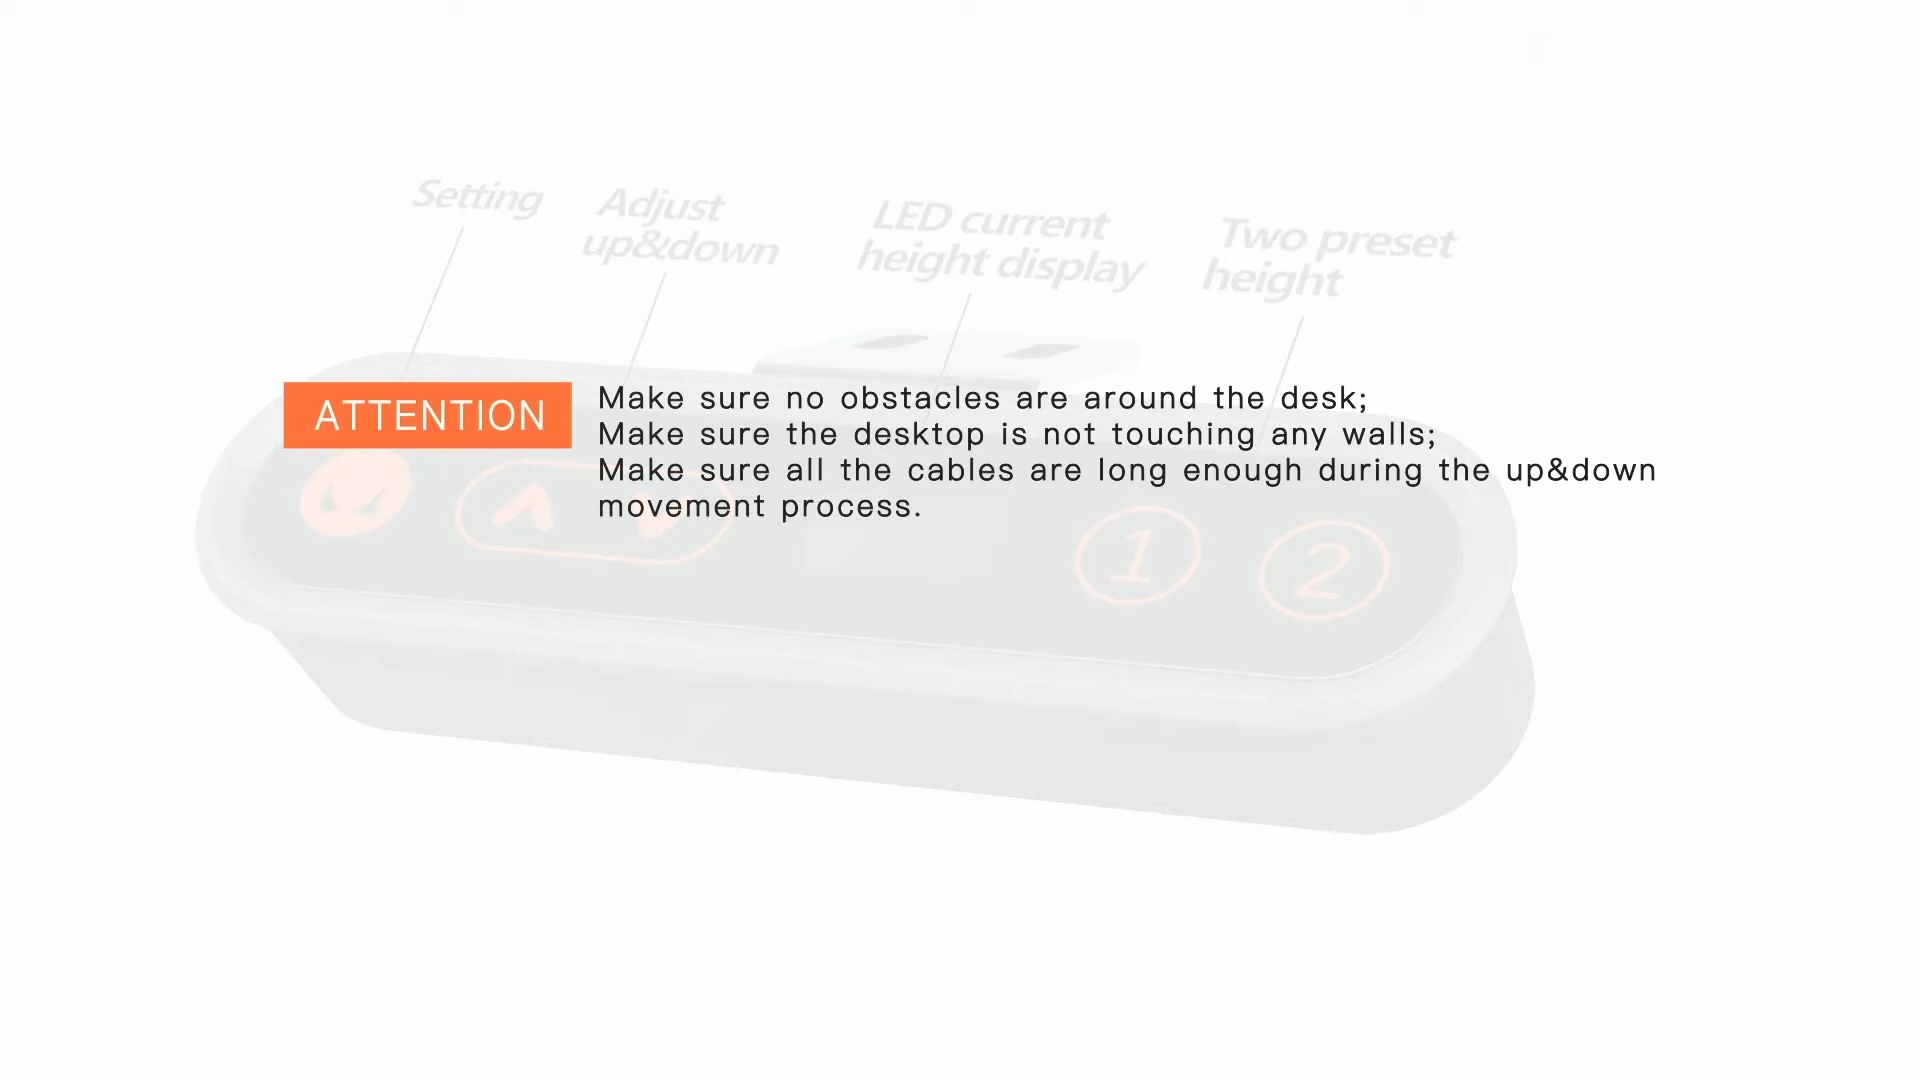 Setting
Adjust
up&down
LED current
height display
Two preset
height
ATTENTION
Make sure no obstacles are around the desk;
Make sure the desktop is not touching any walls;
Make sure all the cables are long enough during the up&down
movement process.
1
2